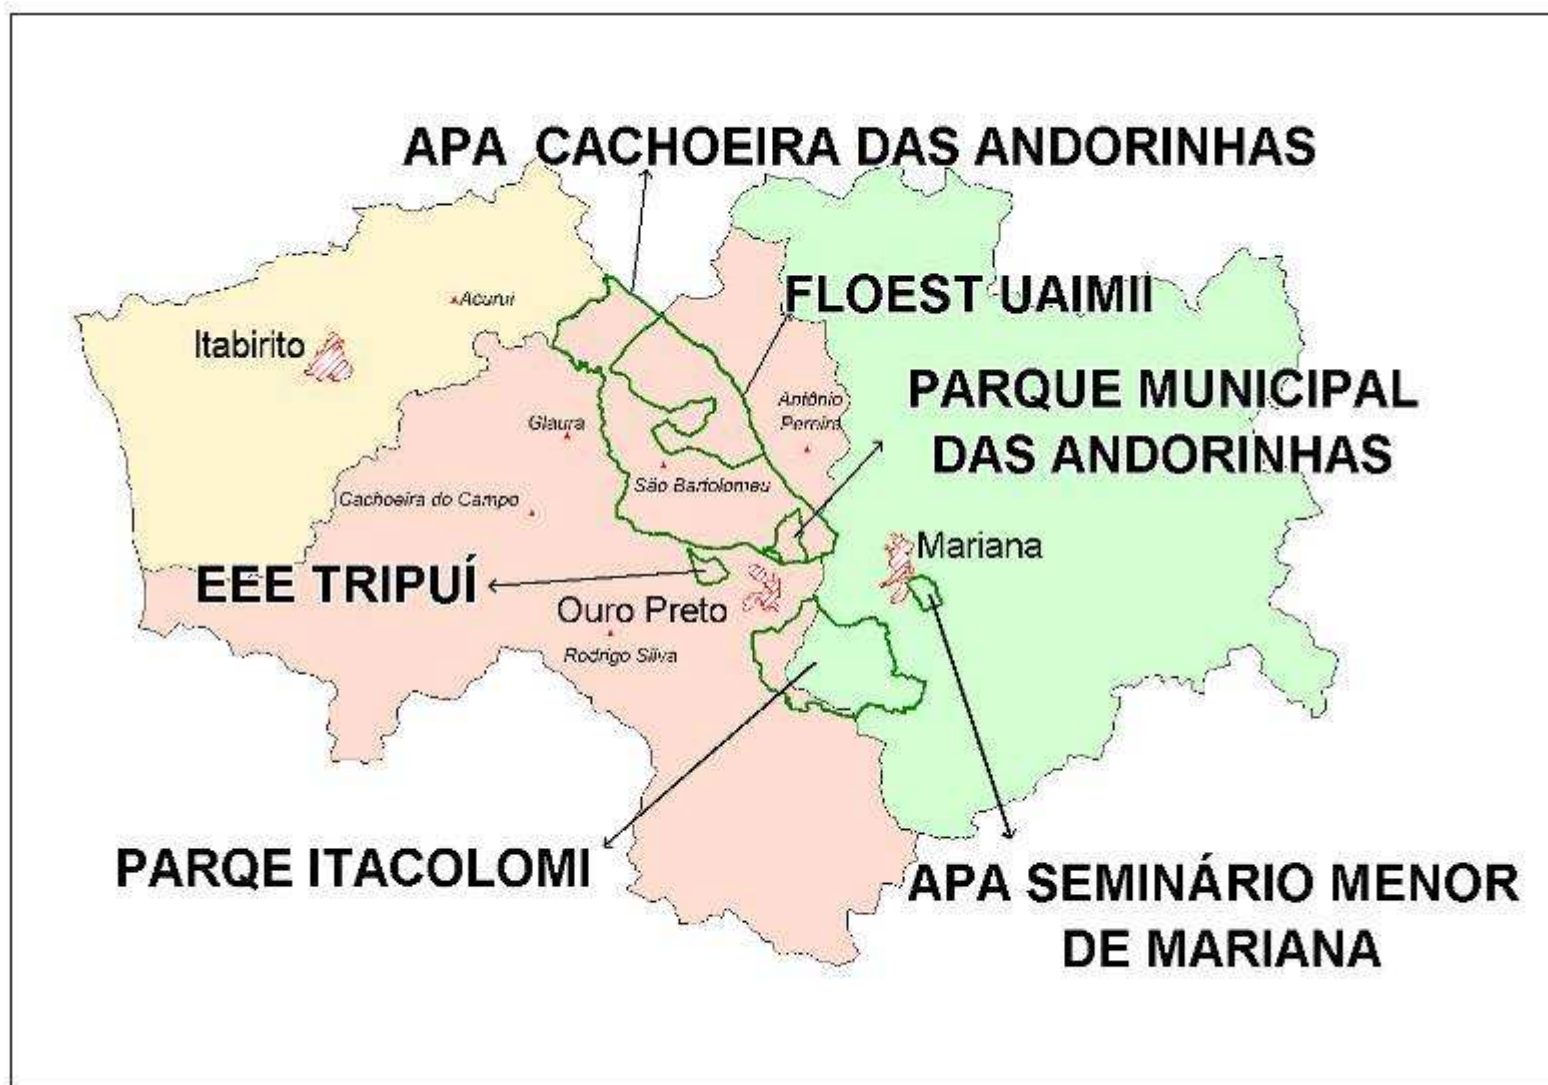 APA CACHOEIRA DAS ANDORINHAS
FLOEST UAIMII
Acurui
Itabirito
PARQUE MUNICIPAL
DAS ANDORINHAS
Antônio
Pereira
Glaura
São Bartolomeu
Cachoeira do Campo
Mariana
EEE TRIPUÍ
Ouro Preto
Rodrigo Silva
PARQE ITACOLOMI
APA SEMINÁRIO MENOR
DE MARIANA